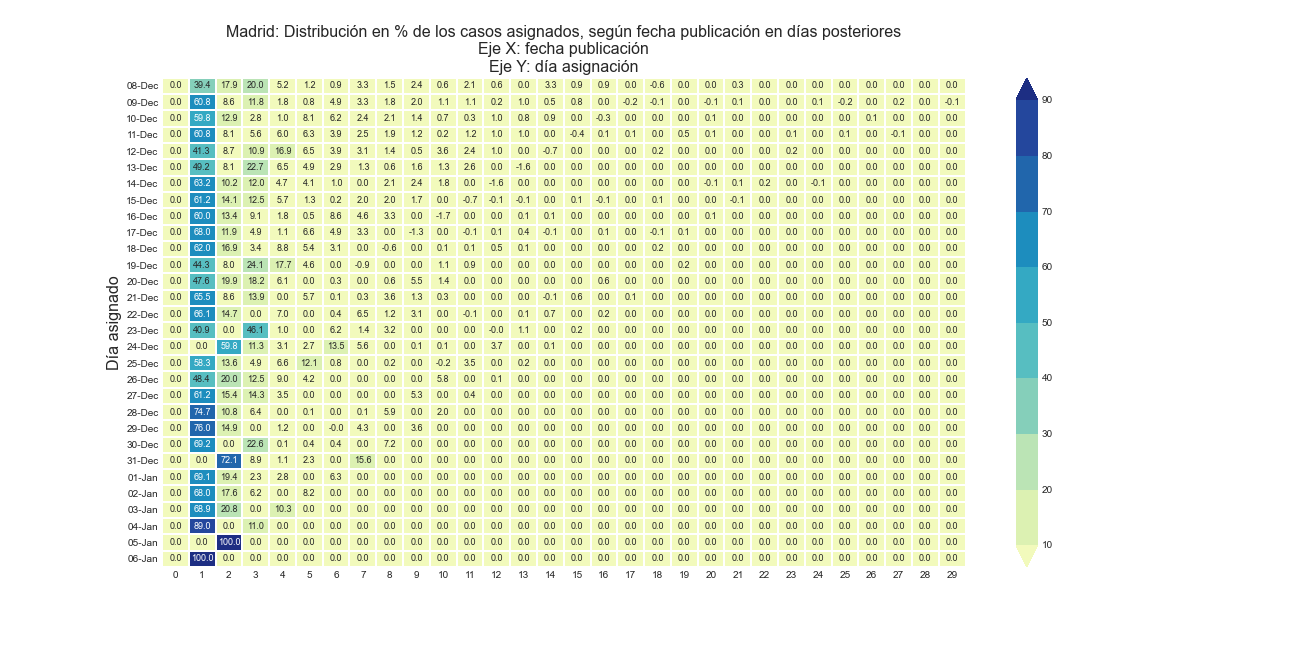 Madrid: Distribución en % de los casos asignados, según fecha publicación en días posteriores
Eje X: fecha publicación
Eje Y: día asignación
Día asignado
08-Dec 0.0 39.4 17.9 20.0 5.2 1.2 0.9 3.3 1.5 2.4 0.6 2.1 0.6 0.0 3.3 0.9 0.9 0.0 -0.6 0.0 0.0 0.3 0.0 0.0 0.0 0.0 0.0 0.0 0.0 0.0
09-Dec 0.0 60.8 8.6 11.8 1.8 0.8 4.9 3.3 1.8 2.0 1.1 1.1 0.2 1.0 0.5 0.8 0.0 -0.2 -0.1 0.0 -0.1 0.1 0.0 0.0 0.1 -0.2 0.0 0.2 0.0 -0.1
10-Dec 0.0 59.8 12.9 2.8 1.0 8.1 6.2 2.4 2.1 1.4 0.7 0.3 1.0 0.8 0.9 0.0 -0.3 0.0 0.0 0.0 0.1 0.0 0.0 0.0 0.0 0.0 0.1 0.0 0.0 0.0
11-Dec 0.0 60.8 8.1 5.6 6.0 6.3 3.9 2.5 1.9 1.2 0.2 1.2 1.0 1.0 0.0 -0.4 0.1 0.1 0.0 0.5 0.1 0.0 0.0 0.1 0.0 0.1 0.0 -0.1 0.0 0.0
12-Dec 0.0 41.3 8.7 10.9 16.9 6.5 3.9 3.1 1.4 0.5 3.6 2.4 1.0 0.0 -0.7 0.0 0.0 0.0 0.2 0.0 0.0 0.0 0.0 0.2 0.0 0.0 0.0 0.0 0.0 0.0
13-Dec 0.0 49.2 8.1 22.7 6.5 4.9 2.9 1.3 0.6 1.6 1.3 2.6 0.0 -1.6 0.0 0.0 0.0 0.0 0.0 0.0 0.0 0.0 0.0 0.0 0.0 0.0 0.0 0.0 0.0 0.0
14-Dec 0.0 63.2 10.2 12.0 4.7 4.1 1.0 0.0 2.1 2.4 1.8 0.0 -1.6 0.0 0.0 0.0 0.0 0.0 0.0 0.0 -0.1 0.1 0.2 0.0 -0.1 0.0 0.0 0.0 0.0 0.0
15-Dec 0.0 61.2 14.1 12.5 5.7 1.3 0.2 2.0 2.0 1.7 0.0 -0.7 -0.1 -0.1 0.0 0.1 -0.1 0.0 0.1 0.0 0.0 -0.1 0.0 0.0 0.0 0.0 0.0 0.0 0.0 0.0
16-Dec 0.0 60.0 13.4 9.1 1.8 0.5 8.6 4.6 3.3 0.0 -1.7 0.0 0.0 0.1 0.1 0.0 0.0 0.0 0.0 0.0 0.1 0.0 0.0 0.0 0.0 0.0 0.0 0.0 0.0 0.0
17-Dec 0.0 68.0 11.9 4.9 1.1 6.6 4.9 3.3 0.0 -1.3 0.0 -0.1 0.1 0.4 -0.1 0.0 0.1 0.0 -0.1 0.1 0.0 0.0 0.0 0.0 0.0 0.0 0.0 0.0 0.0 0.0
18-Dec 0.0 62.0 16.9 3.4 8.8 5.4 3.1 0.0 -0.6 0.0 0.1 0.1 0.5 0.1 0.0 0.0 0.0 0.0 0.2 0.0 0.0 0.0 0.0 0.0 0.0 0.0 0.0 0.0 0.0 0.0
19-Dec 0.0 44.3 8.0 24.1 17.7 4.6 0.0 -0.9 0.0 0.0 1.1 0.9 0.0 0.0 0.0 0.0 0.0 0.0 0.0 0.2 0.0 0.0 0.0 0.0 0.0 0.0 0.0 0.0 0.0 0.0
20-Dec 0.0 47.6 19.9 18.2 6.1 0.0 0.3 0.0 0.6 5.5 1.4 0.0 0.0 0.0 0.0 0.0 0.6 0.0 0.0 0.0 0.0 0.0 0.0 0.0 0.0 0.0 0.0 0.0 0.0 0.0
21-Dec 0.0 65.5 8.6 13.9 0.0 5.7 0.1 0.3 3.6 1.3 0.3 0.0 0.0 0.0 -0.1 0.6 0.0 0.1 0.0 0.0 0.0 0.0 0.0 0.0 0.0 0.0 0.0 0.0 0.0 0.0
22-Dec 0.0 66.1 14.7 0.0 7.0 0.0 0.4 6.5 1.2 3.1 0.0 -0.1 0.0 0.1 0.7 0.0 0.2 0.0 0.0 0.0 0.0 0.0 0.0 0.0 0.0 0.0 0.0 0.0 0.0 0.0
23-Dec 0.0 40.9 0.0 46.1 1.0 0.0 6.2 1.4 3.2 0.0 0.0 0.0 -0.0 1.1 0.0 0.2 0.0 0.0 0.0 0.0 0.0 0.0 0.0 0.0 0.0 0.0 0.0 0.0 0.0 0.0
24-Dec 0.0 0.0 59.8 11.3 3.1 2.7 13.5 5.6 0.0 0.1 0.1 0.0 3.7 0.0 0.1 0.0 0.0 0.0 0.0 0.0 0.0 0.0 0.0 0.0 0.0 0.0 0.0 0.0 0.0 0.0
25-Dec 0.0 58.3 13.6 4.9 6.6 12.1 0.8 0.0 0.2 0.0 -0.2 3.5 0.0 0.2 0.0 0.0 0.0 0.0 0.0 0.0 0.0 0.0 0.0 0.0 0.0 0.0 0.0 0.0 0.0 0.0
26-Dec 0.0 48.4 20.0 12.5 9.0 4.2 0.0 0.0 0.0 0.0 5.8 0.0 0.1 0.0 0.0 0.0 0.0 0.0 0.0 0.0 0.0 0.0 0.0 0.0 0.0 0.0 0.0 0.0 0.0 0.0
27-Dec 0.0 61.2 15.4 14.3 3.5 0.0 0.0 0.0 0.0 5.3 0.0 0.4 0.0 0.0 0.0 0.0 0.0 0.0 0.0 0.0 0.0 0.0 0.0 0.0 0.0 0.0 0.0 0.0 0.0 0.0
28-Dec 0.0 74.7 10.8 6.4 0.0 0.1 0.0 0.1 5.9 0.0 2.0 0.0 0.0 0.0 0.0 0.0 0.0 0.0 0.0 0.0 0.0 0.0 0.0 0.0 0.0 0.0 0.0 0.0 0.0 0.0
29-Dec 0.0 76.0 14.9 0.0 1.2 0.0 -0.0 4.3 0.0 3.6 0.0 0.0 0.0 0.0 0.0 0.0 0.0 0.0 0.0 0.0 0.0 0.0 0.0 0.0 0.0 0.0 0.0 0.0 0.0 0.0
30-Dec 0.0 69.2 0.0 22.6 0.1 0.4 0.4 0.0 7.2 0.0 0.0 0.0 0.0 0.0 0.0 0.0 0.0 0.0 0.0 0.0 0.0 0.0 0.0 0.0 0.0 0.0 0.0 0.0 0.0 0.0
31-Dec 0.0 0.0 72.1 8.9 1.1 2.3 0.0 15.6 0.0 0.0 0.0 0.0 0.0 0.0 0.0 0.0 0.0 0.0 0.0 0.0 0.0 0.0 0.0 0.0 0.0 0.0 0.0 0.0 0.0 0.0
01-Jan 0.0 69.1 19.4 2.3 2.8 0.0 6.3 0.0 0.0 0.0 0.0 0.0 0.0 0.0 0.0 0.0 0.0 0.0 0.0 0.0 0.0 0.0 0.0 0.0 0.0 0.0 0.0 0.0 0.0 0.0
02-Jan 0.0 68.0 17.6 6.2 0.0 8.2 0.0 0.0 0.0 0.0 0.0 0.0 0.0 0.0 0.0 0.0 0.0 0.0 0.0 0.0 0.0 0.0 0.0 0.0 0.0 0.0 0.0 0.0 0.0 0.0
03-Jan 0.0 68.9 20.8 0.0 10.3 0.0 0.0 0.0 0.0 0.0 0.0 0.0 0.0 0.0 0.0 0.0 0.0 0.0 0.0 0.0 0.0 0.0 0.0 0.0 0.0 0.0 0.0 0.0 0.0 0.0
04-Jan 0.0 89.0 0.0 11.0 0.0 0.0 0.0 0.0 0.0 0.0 0.0 0.0 0.0 0.0 0.0 0.0 0.0 0.0 0.0 0.0 0.0 0.0 0.0 0.0 0.0 0.0 0.0 0.0 0.0 0.0
05-Jan 0.0 0.0 100.0 0.0 0.0 0.0 0.0 0.0 0.0 0.0 0.0 0.0 0.0 0.0 0.0 0.0 0.0 0.0 0.0 0.0 0.0 0.0 0.0 0.0 0.0 0.0 0.0 0.0 0.0 0.0
06-Jan 0.0 100.0 0.0 0.0 0.0 0.0 0.0 0.0 0.0 0.0 0.0 0.0 0.0 0.0 0.0 0.0 0.0 0.0 0.0 0.0 0.0 0.0 0.0 0.0 0.0 0.0 0.0 0.0 0.0 0.0
0 1 2 3 4 5 6 7 8 9 10 11 12 13 14 15 16 17 18 19 20 21 22 23 24 25 26 27 28 29
90
80
70
60
50
40
30
20
10